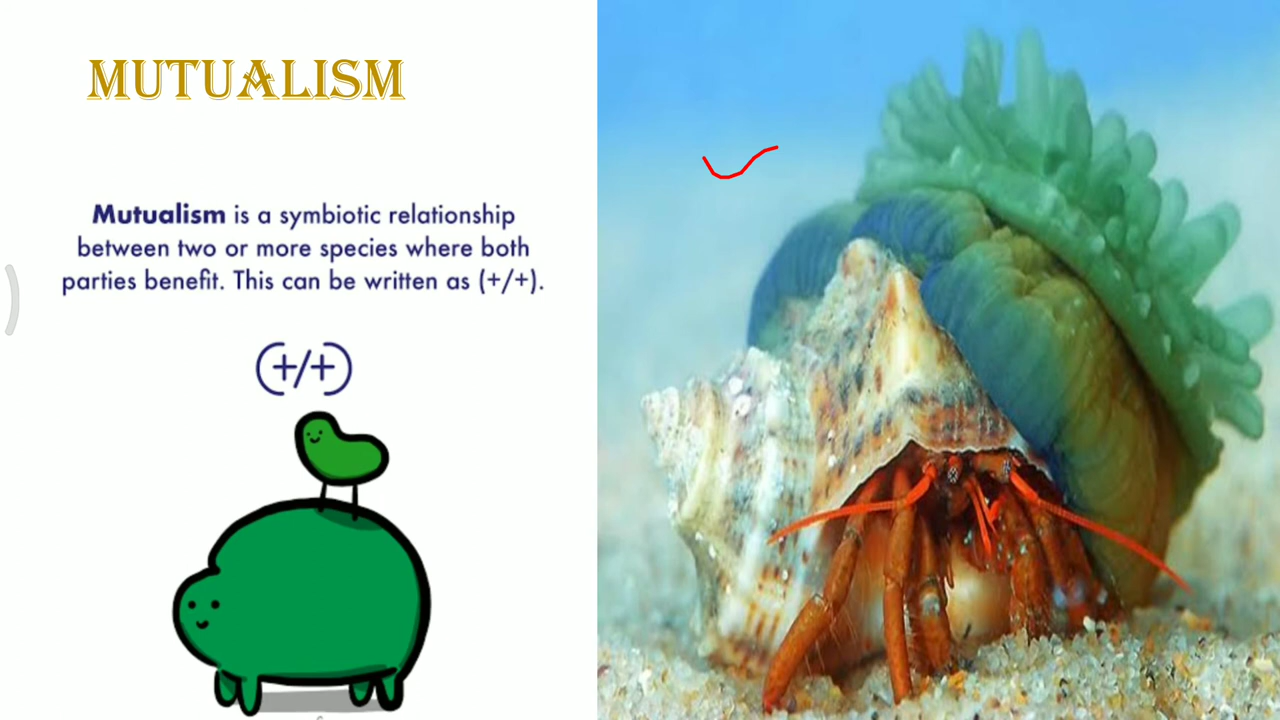 MUTUALISM
Mutualism is a symbiotic relationship
between two or more species where both
parties benefit. This can be written as (+/+).
(+/+)